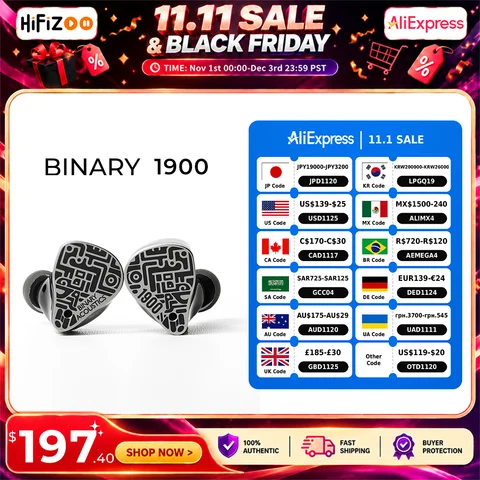 HiFiZOO
11.11 SALE
& BLACK FRIDAY
TIME: Nov 1st 00:00-Dec 3rd 23:59 PST
AliExpress
%
%
BINARY 1900
BINARY
ACOUSTICS
1900
AliExpress | 11.1 SALE
JP Code
JPY19000-JPY3200
JPD1120
KR Code
KRW200000-KRW26000
LPGQ19
US Code
US$139-$25
USD1125
MX Code
MX$1500-240
ALIMX4
CA Code
C$170-C$30
CAD1117
BR Code
R$720-R$120
AEMEGA4
SA Code
SAR725-SAR125
GCC04
DE Code
EUR139-€24
DED1124
AU Code
AU$175-AU$29
AUD1120
UA Code
грн.3700-грн.545
UAD1111
UK Code
£185-£30
GBD1125
Other
Code
US$119-$20
OTD1120
$197.40
SHOP NOW >
100%
AUTHENTIC
FAST
SHIPPING
BUYER
PROTECTION